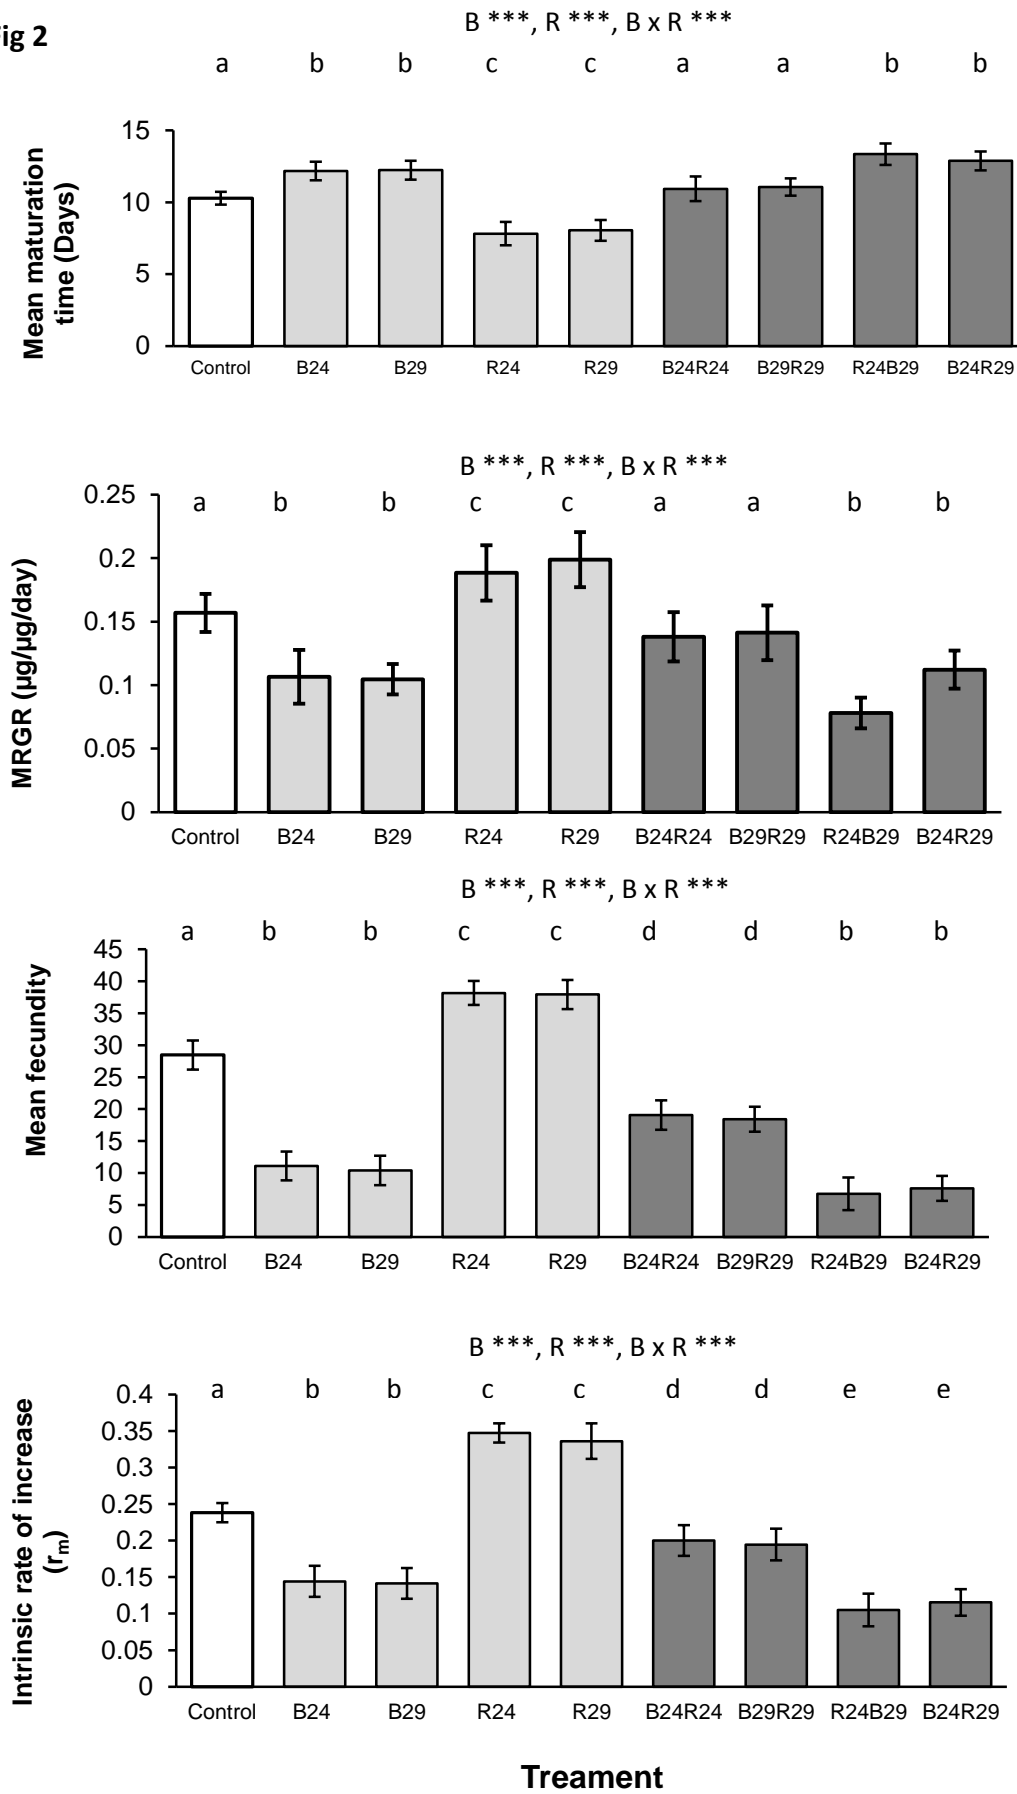 ig 2
B ***, R ***, B x R ***
a b b c c a a b b
Mean maturation
time (Days)
15
10
5
0
Control B24 B29 R24 R29 B24R24 B29R29 R24B29 B24R29
B ***, R ***, B x R ***
a b b c c a a b b
MRGR (µg/µg/day)
0.25
0.2
0.15
0.1
0.05
0
Control B24 B29 R24 R29 B24R24 B29R29 R24B29 B24R29
B ***, R ***, B x R ***
a b b c c d d b b
Mean fecundity
45
40
35
30
25
20
15
10
5
0
Control B24 B29 R24 R29 B24R24 B29R29 R24B29 B24R29
B ***, R ***, B x R ***
a b b c c d d e e
Intrinsic rate of increase
(rₘ)
0.4
0.35
0.3
0.25
0.2
0.15
0.1
0.05
0
Control B24 B29 R24 R29 B24R24 B29R29 R24B29 B24R29
Treament